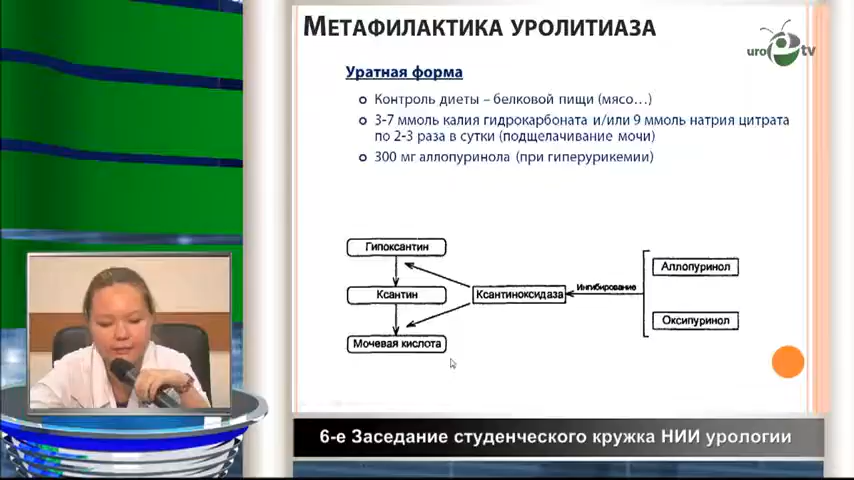 Метафилактика уролитиаза
uro tv
Уратная форма
Контроль диеты – белковой пищи (мясо…)
3-7 ммоль калия гидрокарбоната и/или 9 ммоль натрия цитрата
по 2-3 раза в сутки (подщелачивание мочи)
300 мг аллопуринола (при гиперурикемии)
Гипоксантин
Ксантин
Мочевая кислота
Ксантиноксидаза
Ингибирование
Аллопуринол
Оксипуринол
6-е Заседание студенческого кружка НИИ урологии